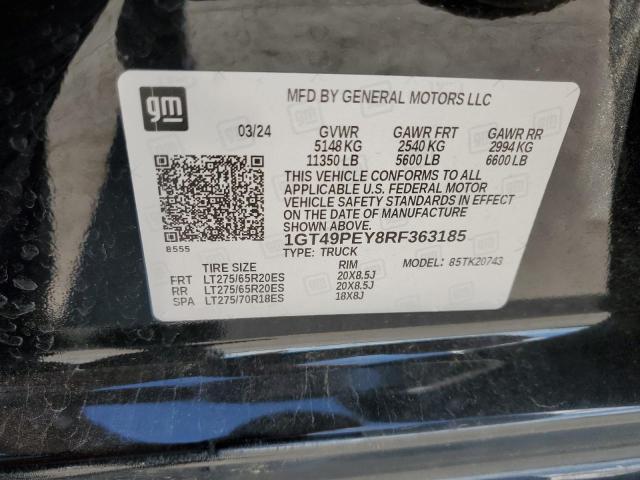 gm
MFD BY GENERAL MOTORS LLC
03/24 GVWR GAWR FRT GAWR RR
5148 KG 2540 KG 2994 KG
11350 LB 5600 LB 6600 LB
THIS VEHICLE CONFORMS TO ALL
APPLICABLE U.S. FEDERAL MOTOR
VEHICLE SAFETY STANDARDS IN EFFECT
ON THE DATE OF MANUFACTURE
SHOWN ABOVE.
1GT49PEY8RF363185
8555
TYPE: TRUCK MODEL: 85TK20743
TIRE SIZE RIM
FRT LT275/65R20ES 20X8.5J
RR LT275/65R20ES 20X8.5J
SPA LT275/70R18ES 18X8J